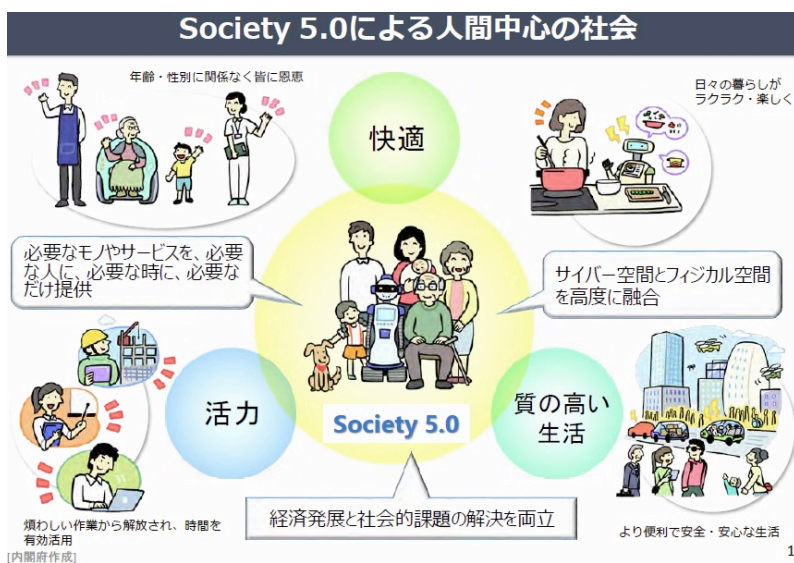 Society 5.0による人間中心の社会
年齢・性別に関係なく皆に恩恵
快適
日々の暮らしが
ラクラク・楽しく
必要なモノやサービスを、必要
な人に、必要な時に、必要な
だけ提供
サイバー空間とフィジカル空間
を高度に融合
活力
Society 5.0
質の高い
生活
経済発展と社会的課題の解決を両立
煩わしい作業から解放され、時間を
有効活用
より便利で安全・安心な生活
[内閣府作成]
1